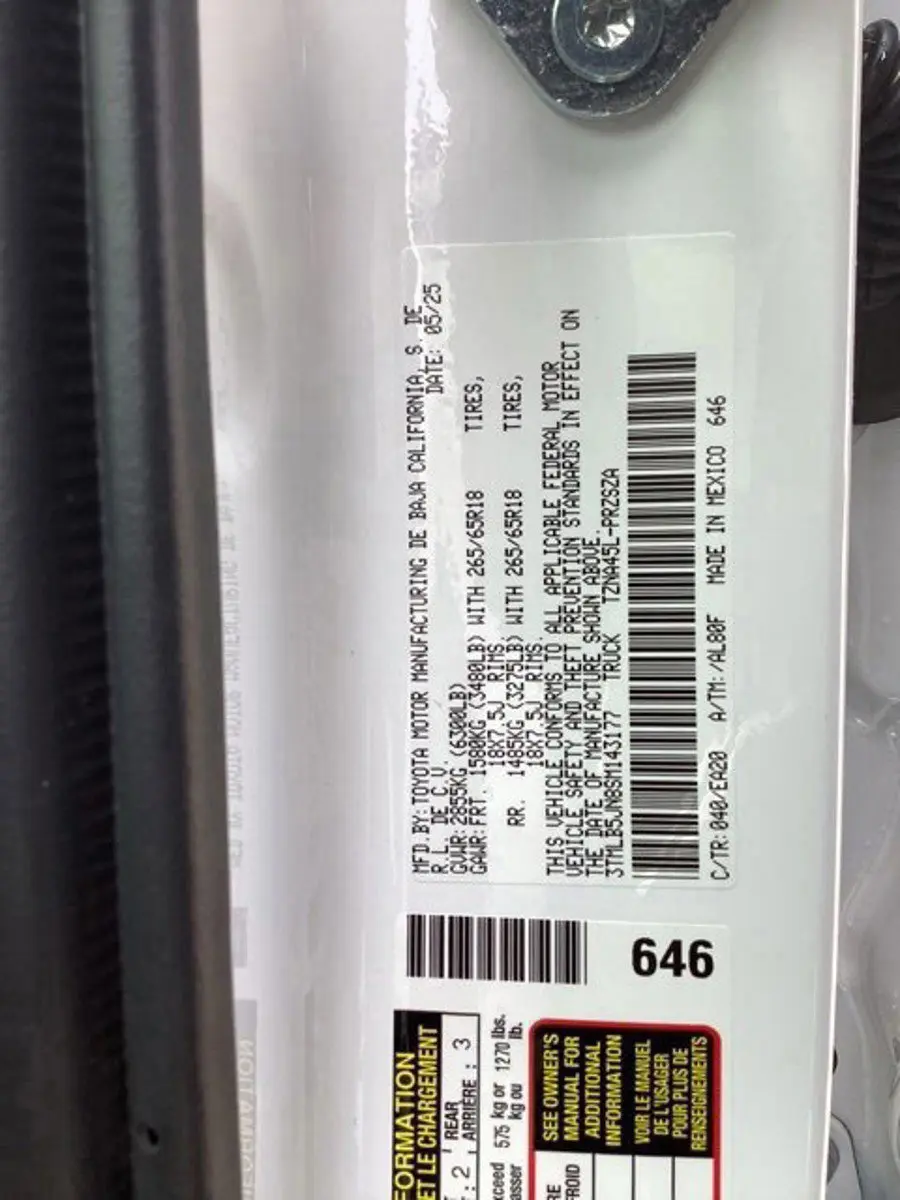 MFD.BY:TOYOTA MOTOR MANUFACTURING DE BAJA CALIFORNIA, S. DE
R.L. DE C.V. DATE: 05/25
GVWR: 2855KG (6300LB)
GAWR:FRT. 1580KG (3480LB) WITH 265/65R18 TIRES,
18X7.5J RIMS.
RR. 1485KG (3275LB) WITH 265/65R18 TIRES,
18X7.5J RIMS.
THIS VEHICLE CONFORMS TO ALL APPLICABLE FEDERAL MOTOR
VEHICLE SAFETY AND THEFT PREVENTION STANDARDS IN EFFECT ON
THE DATE OF MANUFACTURE SHOWN ABOVE.
3TMLB5JN8SM143177 TRUCK TZNA45L-PRZSZA
C/TR:040/EA20 A/TM:/AL80F MADE IN MEXICO 646
646
ET LE CHARGEMENT
: 2 REAR
ARRIERE : 3
575 kg or 1270 lbs.
kg ou lb.
SEE OWNER'S
MANUAL FOR
ADDITIONAL
INFORMATION
VOIR LE MANUEL
DE L'USAGER
POUR PLUS DE
RENSEIGNEMENTS